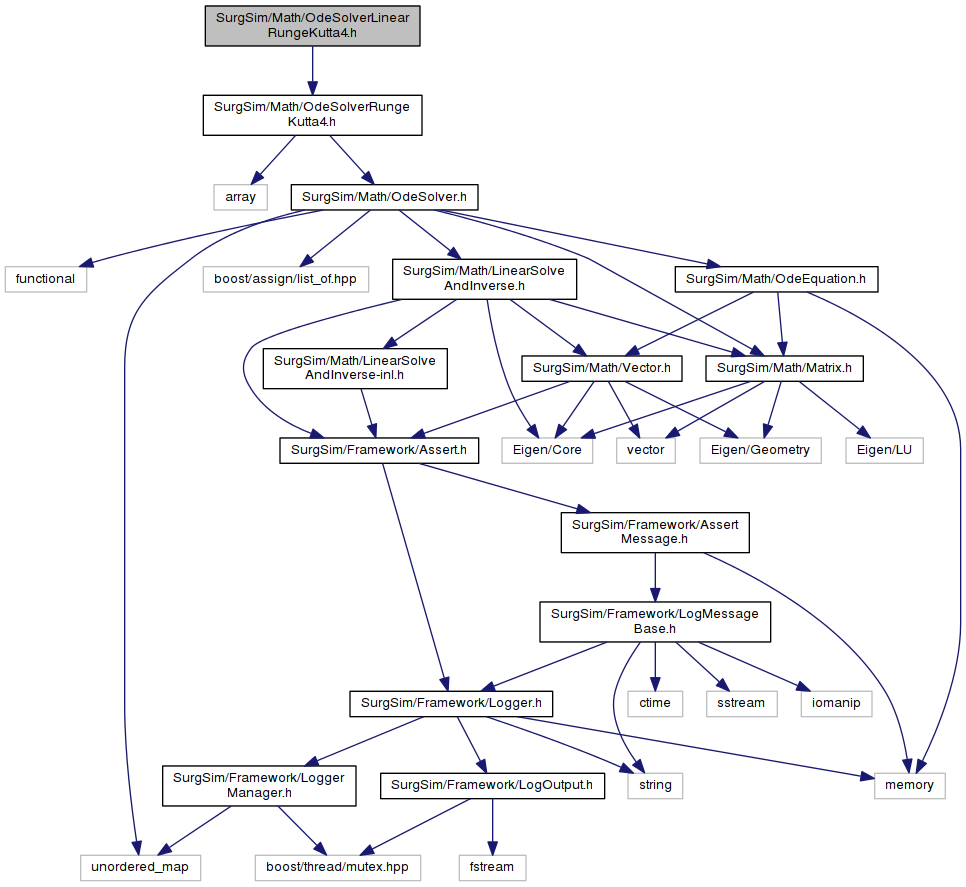 SurgSim/Math/OdeSolverLinear
RungeKutta4.h
SurgSim/Math/OdeSolverRunge
Kutta4.h
array
SurgSim/Math/OdeSolver.h
functional
boost/assign/list_of.hpp
SurgSim/Math/LinearSolve
AndInverse.h
SurgSim/Math/OdeEquation.h
SurgSim/Math/LinearSolve
AndInverse-inl.h
SurgSim/Math/Vector.h
SurgSim/Math/Matrix.h
SurgSim/Framework/Assert.h
Eigen/Core
vector
Eigen/Geometry
Eigen/LU
SurgSim/Framework/Assert
Message.h
SurgSim/Framework/LogMessage
Base.h
SurgSim/Framework/Logger.h
ctime
sstream
iomanip
SurgSim/Framework/Logger
Manager.h
SurgSim/Framework/LogOutput.h
string
memory
unordered_map
boost/thread/mutex.hpp
fstream